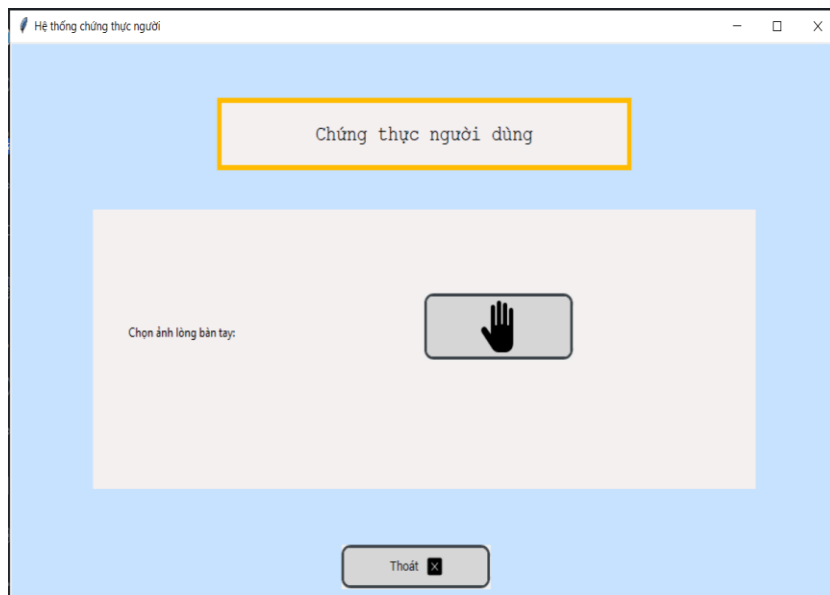 Hệ thống chứng thực người
Chứng thực người dùng
Chọn ảnh lòng bàn tay:
Thoát